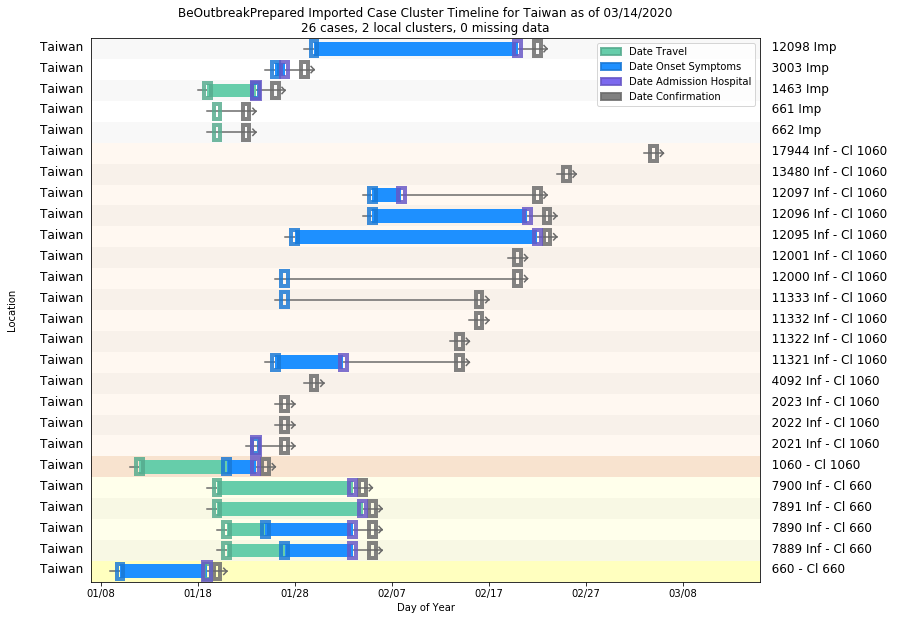 BeOutbreakPrepared Imported Case Cluster Timeline for Taiwan as of 03/14/2020
26 cases, 2 local clusters, 0 missing data
Date Travel
Date Onset Symptoms
Date Admission Hospital
Date Confirmation
Location
Taiwan 12098 Imp
Taiwan 3003 Imp
Taiwan 1463 Imp
Taiwan 661 Imp
Taiwan 662 Imp
Taiwan 17944 Inf - Cl 1060
Taiwan 13480 Inf - Cl 1060
Taiwan 12097 Inf - Cl 1060
Taiwan 12096 Inf - Cl 1060
Taiwan 12095 Inf - Cl 1060
Taiwan 12001 Inf - Cl 1060
Taiwan 12000 Inf - Cl 1060
Taiwan 11333 Inf - Cl 1060
Taiwan 11332 Inf - Cl 1060
Taiwan 11322 Inf - Cl 1060
Taiwan 11321 Inf - Cl 1060
Taiwan 4092 Inf - Cl 1060
Taiwan 2023 Inf - Cl 1060
Taiwan 2022 Inf - Cl 1060
Taiwan 2021 Inf - Cl 1060
Taiwan 1060 - Cl 1060
Taiwan 7900 Inf - Cl 660
Taiwan 7891 Inf - Cl 660
Taiwan 7890 Inf - Cl 660
Taiwan 7889 Inf - Cl 660
Taiwan 660 - Cl 660
01/08 01/18 01/28 02/07 02/17 02/27 03/08
Day of Year